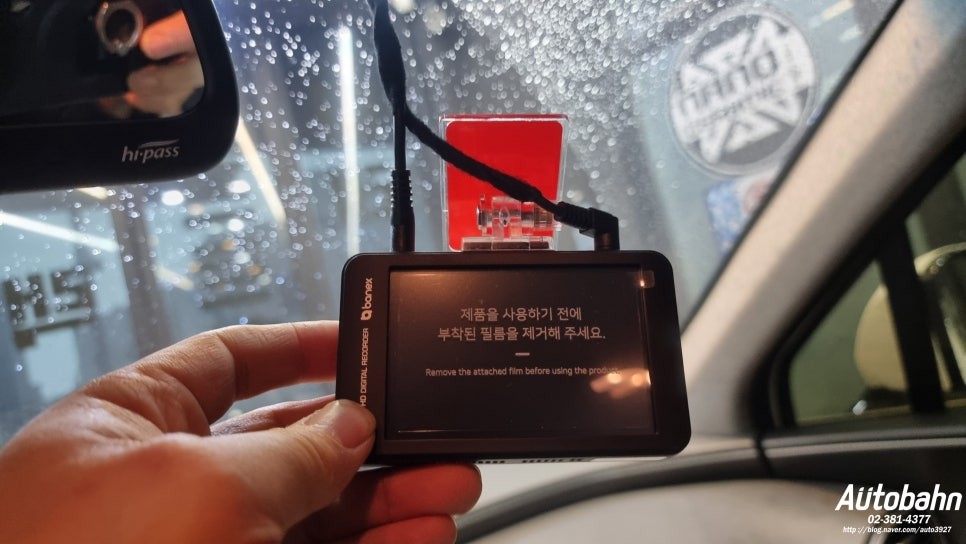 hi-pass
NANO
banex
HD DIGITAL RECORDER
제품을 사용하기 전에
부착된 필름을 제거해 주세요.
Remove the attached film before using the
Autobahn
02-381-4377
http://blog.naver.com/auto3927